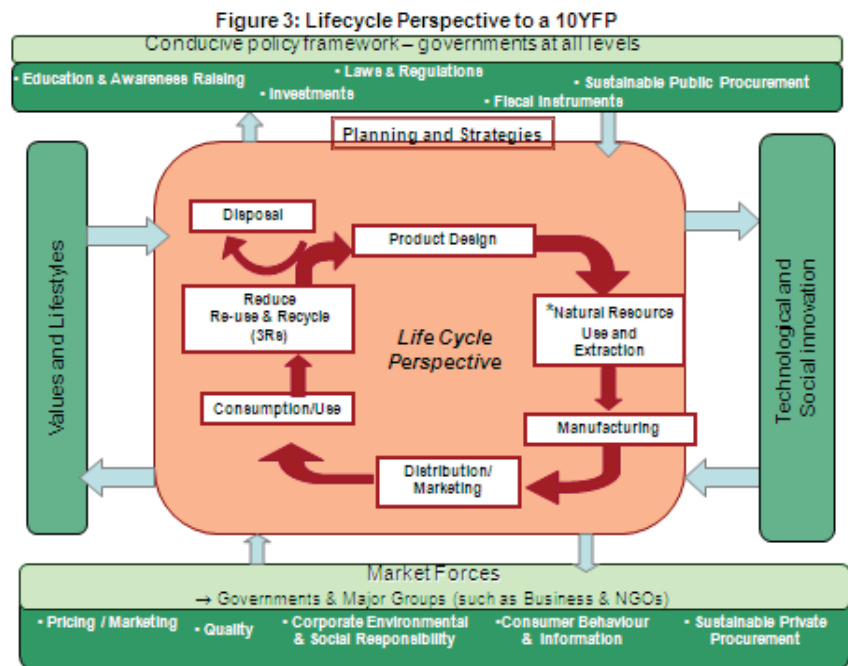 Figure 3: Lifecycle Perspective to a 10YFP
Conducive policy framework – governments at all levels
• Education & Awareness Raising
• Laws & Regulations
• Sustainable Public Procurement
• Investments
• Fiscal Instruments
Planning and Strategies
Values and Lifestyles
Disposal
Product Design
Reduce
Re-use & Recycle
(3Rs)
*Natural Resource
Use and
Extraction
Life Cycle
Perspective
Consumption/Use
Manufacturing
Distribution/
Marketing
Technological and
Social innovation
Market Forces
→ Governments & Major Groups (such as Business & NGOs)
• Pricing / Marketing
• Quality
• Corporate Environmental
& Social Responsibility
•Consumer Behaviour
& Information
• Sustainable Private
Procurement